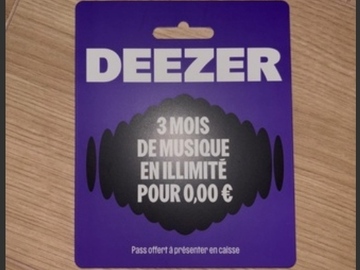 DEEZER
3 MOIS
DE MUSIQUE
EN ILLIMITÉ
POUR 0,00 €
Pass offert à présenter en caisse